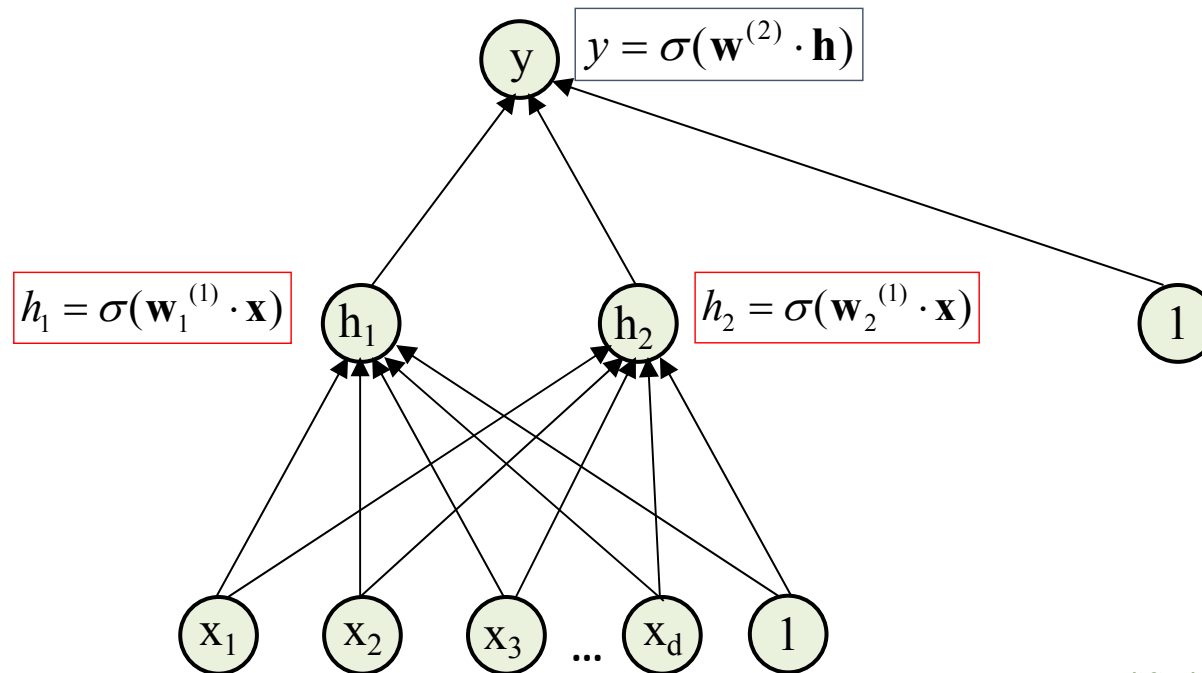 y
y = σ(w^(2) · h)
h₁ = σ(w₁^(1) · x)
h₁
h₂
h₂ = σ(w₂^(1) · x)
1
x₁
x₂
x₃
...
x_d
1